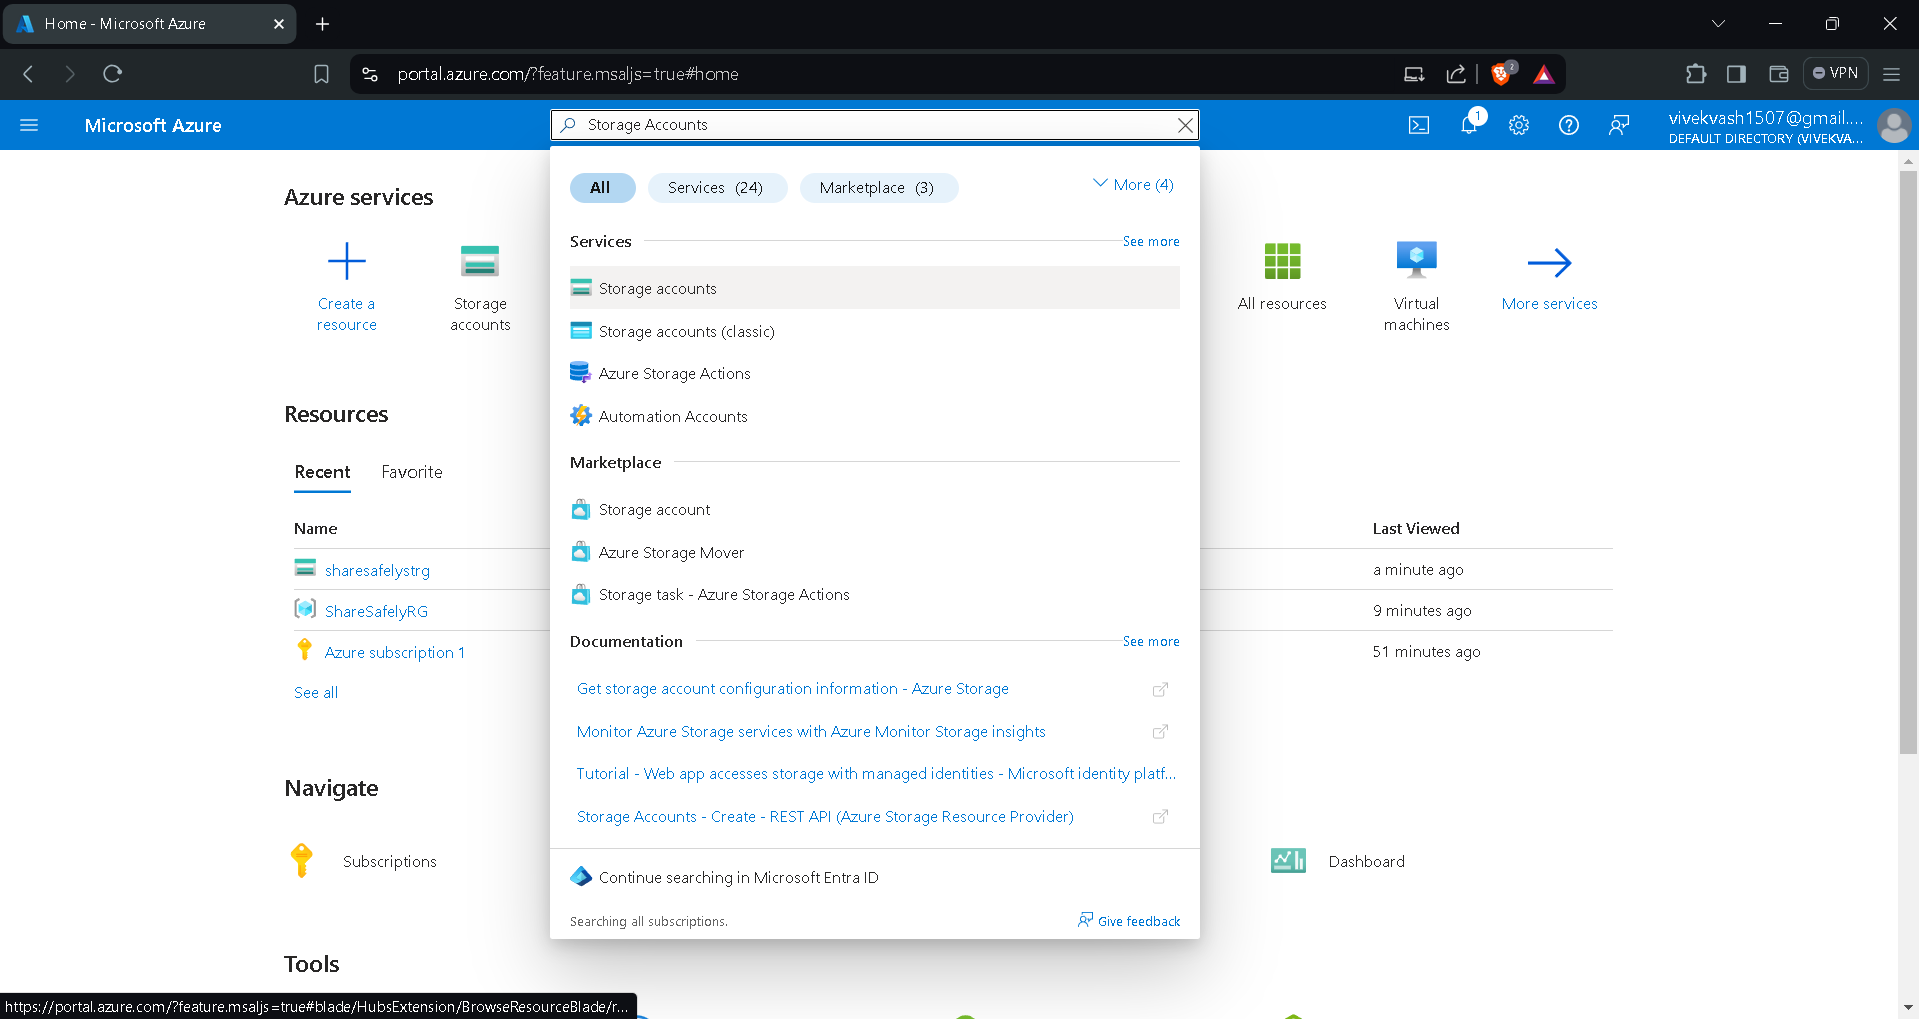 Home - Microsoft Azure
portal.azure.com/?feature.msaljs=true#home
2
VPN
Microsoft Azure
Storage Accounts
1
vivekvash1507@gmail....
DEFAULT DIRECTORY (VIVEKVA...
Azure services
Create a
resource
Storage
accounts
All resources
Virtual
machines
More services
All
Services (24)
Marketplace (3)
More (4)
Services
See more
Storage accounts
Storage accounts (classic)
Azure Storage Actions
Automation Accounts
Marketplace
Storage account
Azure Storage Mover
Storage task - Azure Storage Actions
Documentation
See more
Get storage account configuration information - Azure Storage
Monitor Azure Storage services with Azure Monitor Storage insights
Tutorial - Web app accesses storage with managed identities - Microsoft identity platf...
Storage Accounts - Create - REST API (Azure Storage Resource Provider)
Continue searching in Microsoft Entra ID
Searching all subscriptions.
Give feedback
Resources
Recent
Favorite
Name
Last Viewed
sharesafelystrg
a minute ago
ShareSafelyRG
9 minutes ago
Azure subscription 1
51 minutes ago
See all
Navigate
Subscriptions
Dashboard
Tools
https://portal.azure.com/?feature.msaljs=true#blade/HubsExtension/BrowseResourceBlade/r...